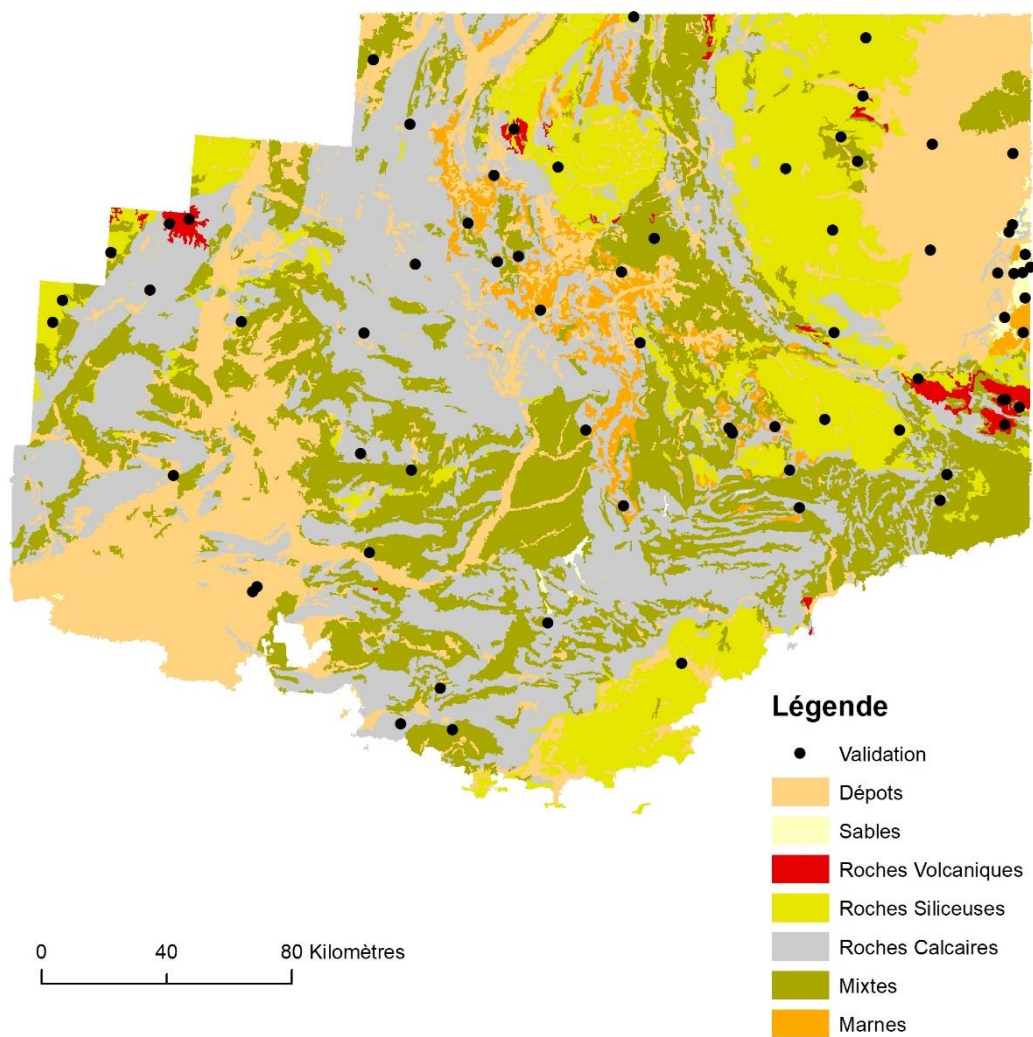 Légende
Validation
Dépots
Sables
Roches Volcaniques
Roches Siliceuses
Roches Calcaires
Mixtes
Marnes
0 40 80 Kilomètres